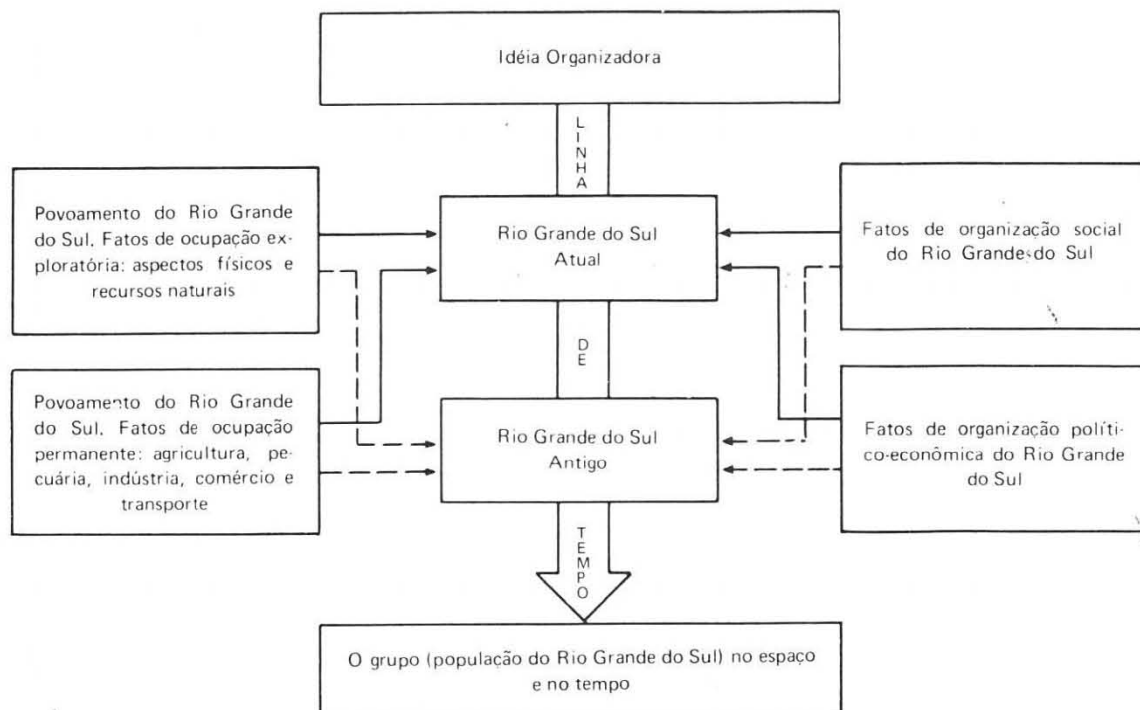 Idéia Organizadora
LINHA
Povoamento do Rio Grande
do Sul. Fatos de ocupação ex-
ploratória: aspectos físicos e
recursos naturais
Rio Grande do Sul
Atual
Fatos de organização social
do Rio Grande do Sul
DE
Povoamento do Rio Grande
do Sul. Fatos de ocupação
permanente: agricultura, pe-
cuária, indústria, comércio e
transporte
Rio Grande do Sul
Antigo
Fatos de organização políti-
co-econômica do Rio Grande
do Sul
TEMPO
O grupo (população do Rio Grande do Sul) no espaço
e no tempo